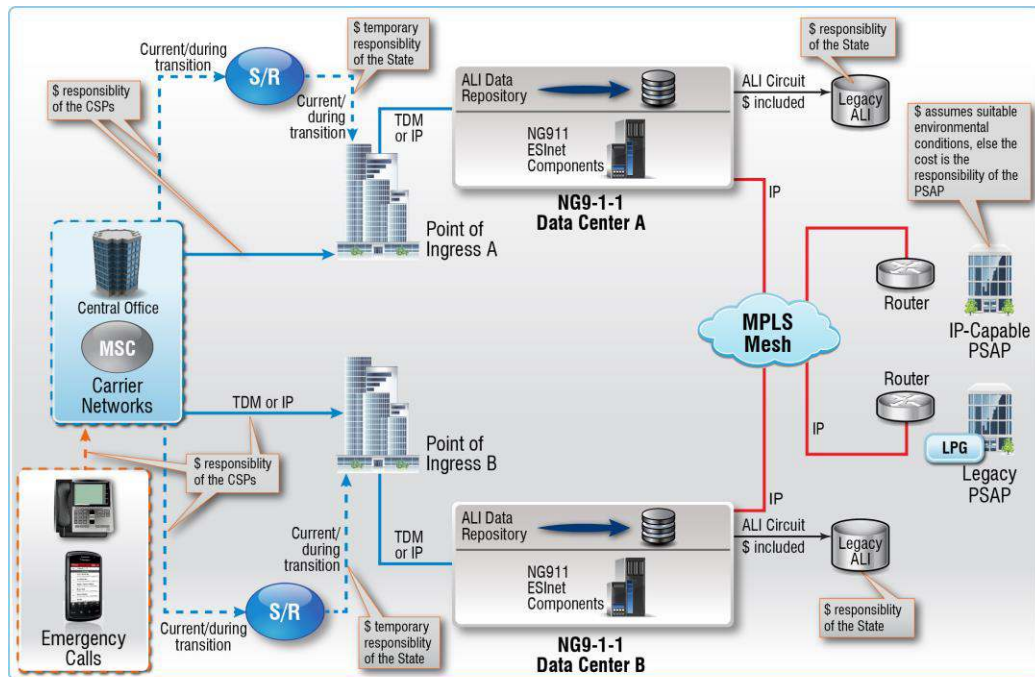 $ temporary
responsiblity
of the State
Current/during
transition
S/R
$ responsiblity
of the CSPs
Current/
during
transition
TDM
or IP
ALI Data
Repository
NG911
ESInet
Components
NG9-1-1
Data Center A
ALI Circuit
$ included
$ responsiblity
of the State
Legacy
ALI
$ assumes suitable
environmental
conditions, else the
cost is the
responsibility of the
PSAP
Point of
Ingress A
IP
Central Office
MSC
Carrier
Networks
MPLS
Mesh
Router
IP-Capable
PSAP
Router
IP
LPG
Legacy
PSAP
TDM or IP
Point of
Ingress B
$ responsiblity
of the CSPs
IP
Emergency
Calls
Current/
during
transition
TDM
or IP
ALI Data
Repository
NG911
ESInet
Components
NG9-1-1
Data Center B
ALI Circuit
$ included
Legacy
ALI
$ responsiblity
of the State
S/R
Current/during
transition
$ temporary
responsiblity
of the State